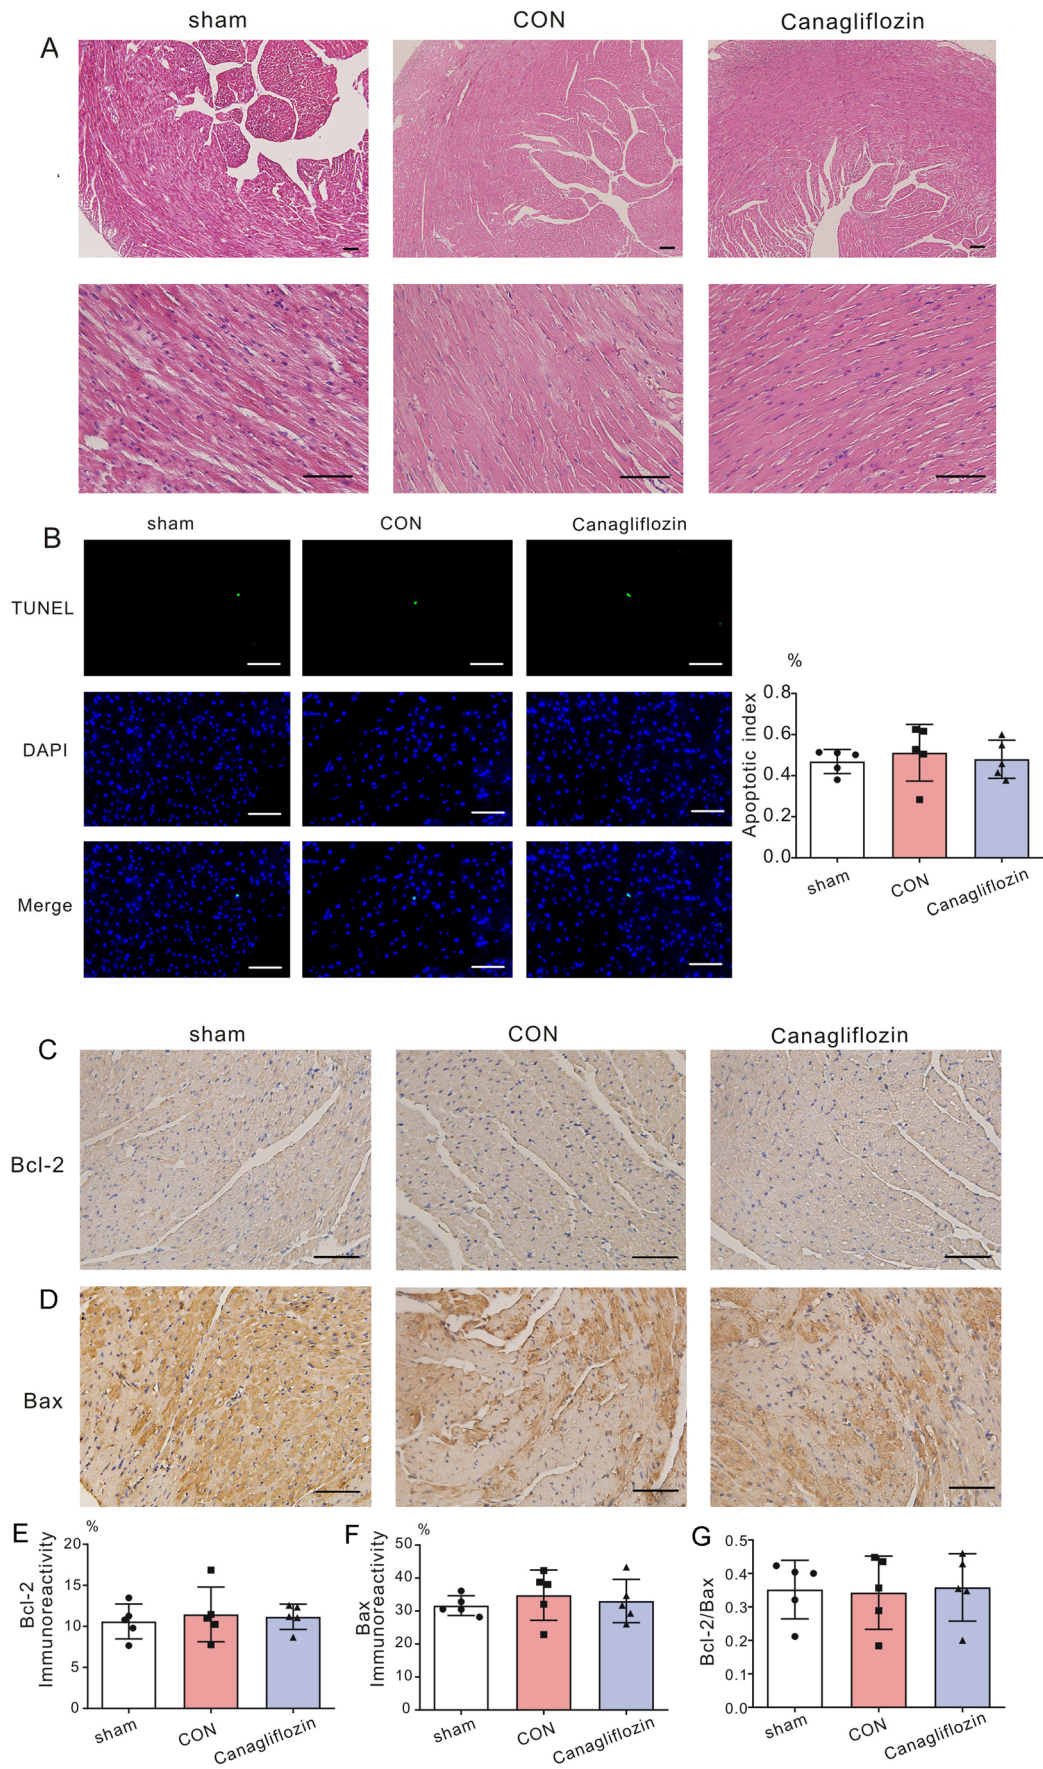 sham CON Canagliflozin
A
sham CON Canagliflozin
B
TUNEL
DAPI
Merge
%
Apoptotic index
0.8
0.6
0.4
0.2
0.0
sham CON Canagliflozin
sham CON Canagliflozin
C
Bcl-2
D
Bax
E
%
Bcl-2
Immunoreactivity
20
15
10
5
0
sham CON Canagliflozin
F
%
Bax
Immunoreactivity
50
40
30
20
10
0
sham CON Canagliflozin
G
Bcl-2/Bax
0.5
0.4
0.3
0.2
0.1
0.0
sham CON Canagliflozin